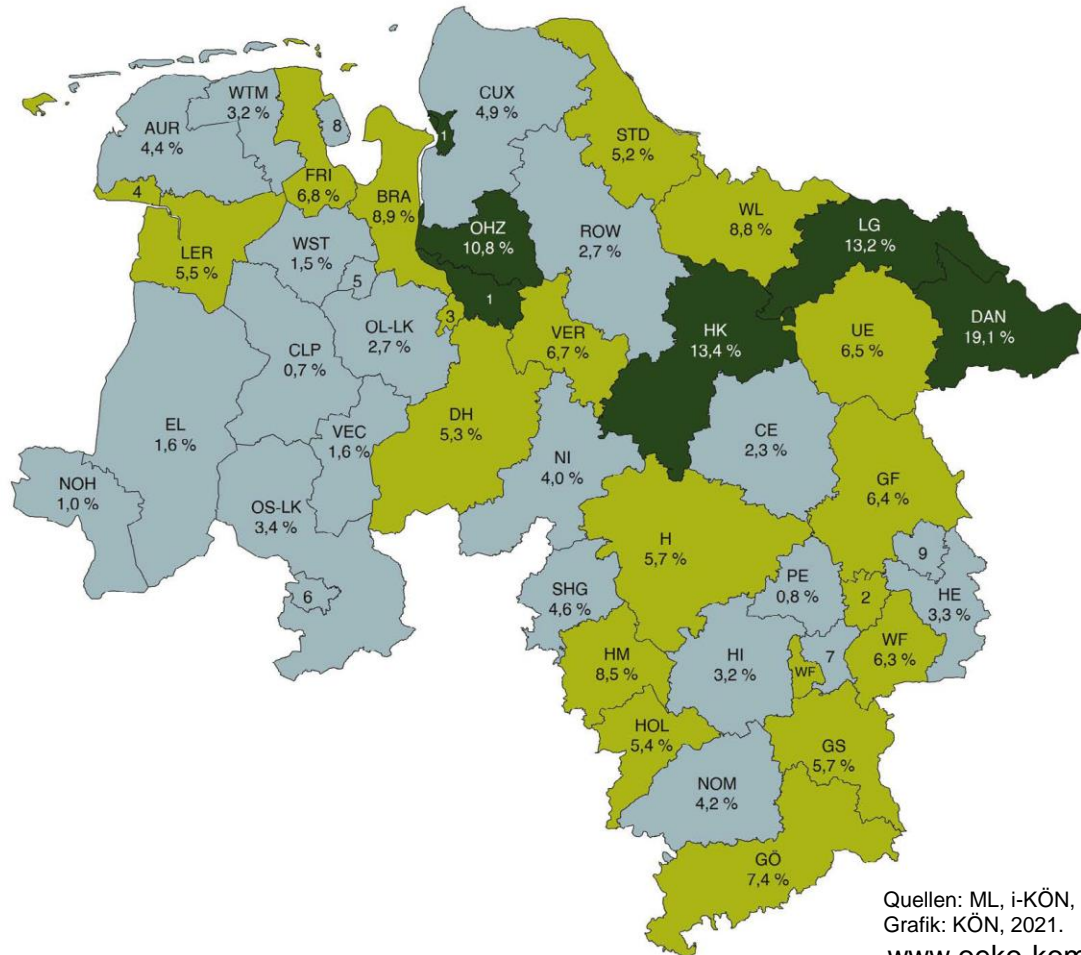 CUX
4,9 %
WTM
3,2 %
8
AUR
4,4 %
1
STD
5,2 %
4
FRI
6,8 %
BRA
8,9 %
WL
8,8 %
LG
13,2 %
OHZ
10,8 %
ROW
2,7 %
LER
5,5 %
WST
1,5 %
5
1
3
OL-LK
2,7 %
VER
6,7 %
HK
13,4 %
UE
6,5 %
DAN
19,1 %
CLP
0,7 %
EL
1,6 %
VEC
1,6 %
DH
5,3 %
NI
4,0 %
CE
2,3 %
GF
6,4 %
NOH
1,0 %
OS-LK
3,4 %
H
5,7 %
9
6
SHG
4,6 %
PE
0,8 %
2
HE
3,3 %
HM
8,5 %
HI
3,2 %
WF
7
WF
6,3 %
HOL
5,4 %
GS
5,7 %
NOM
4,2 %
GÖ
7,4 %
Quellen: ML, i-KÖN,
Grafik: KÖN, 2021.